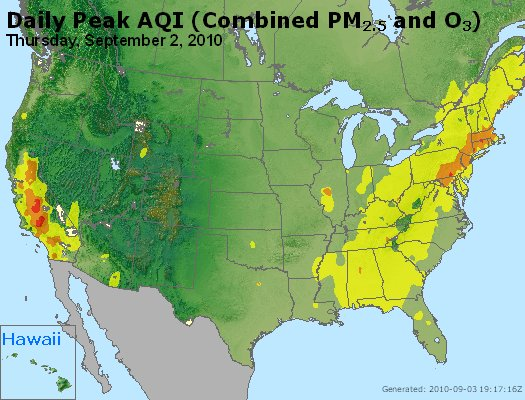 Daily Peak AQI (Combined PM2.5 and O3)
Thursday, September 2, 2010
Hawaii
Generated: 2010-09-03 19:17:16Z